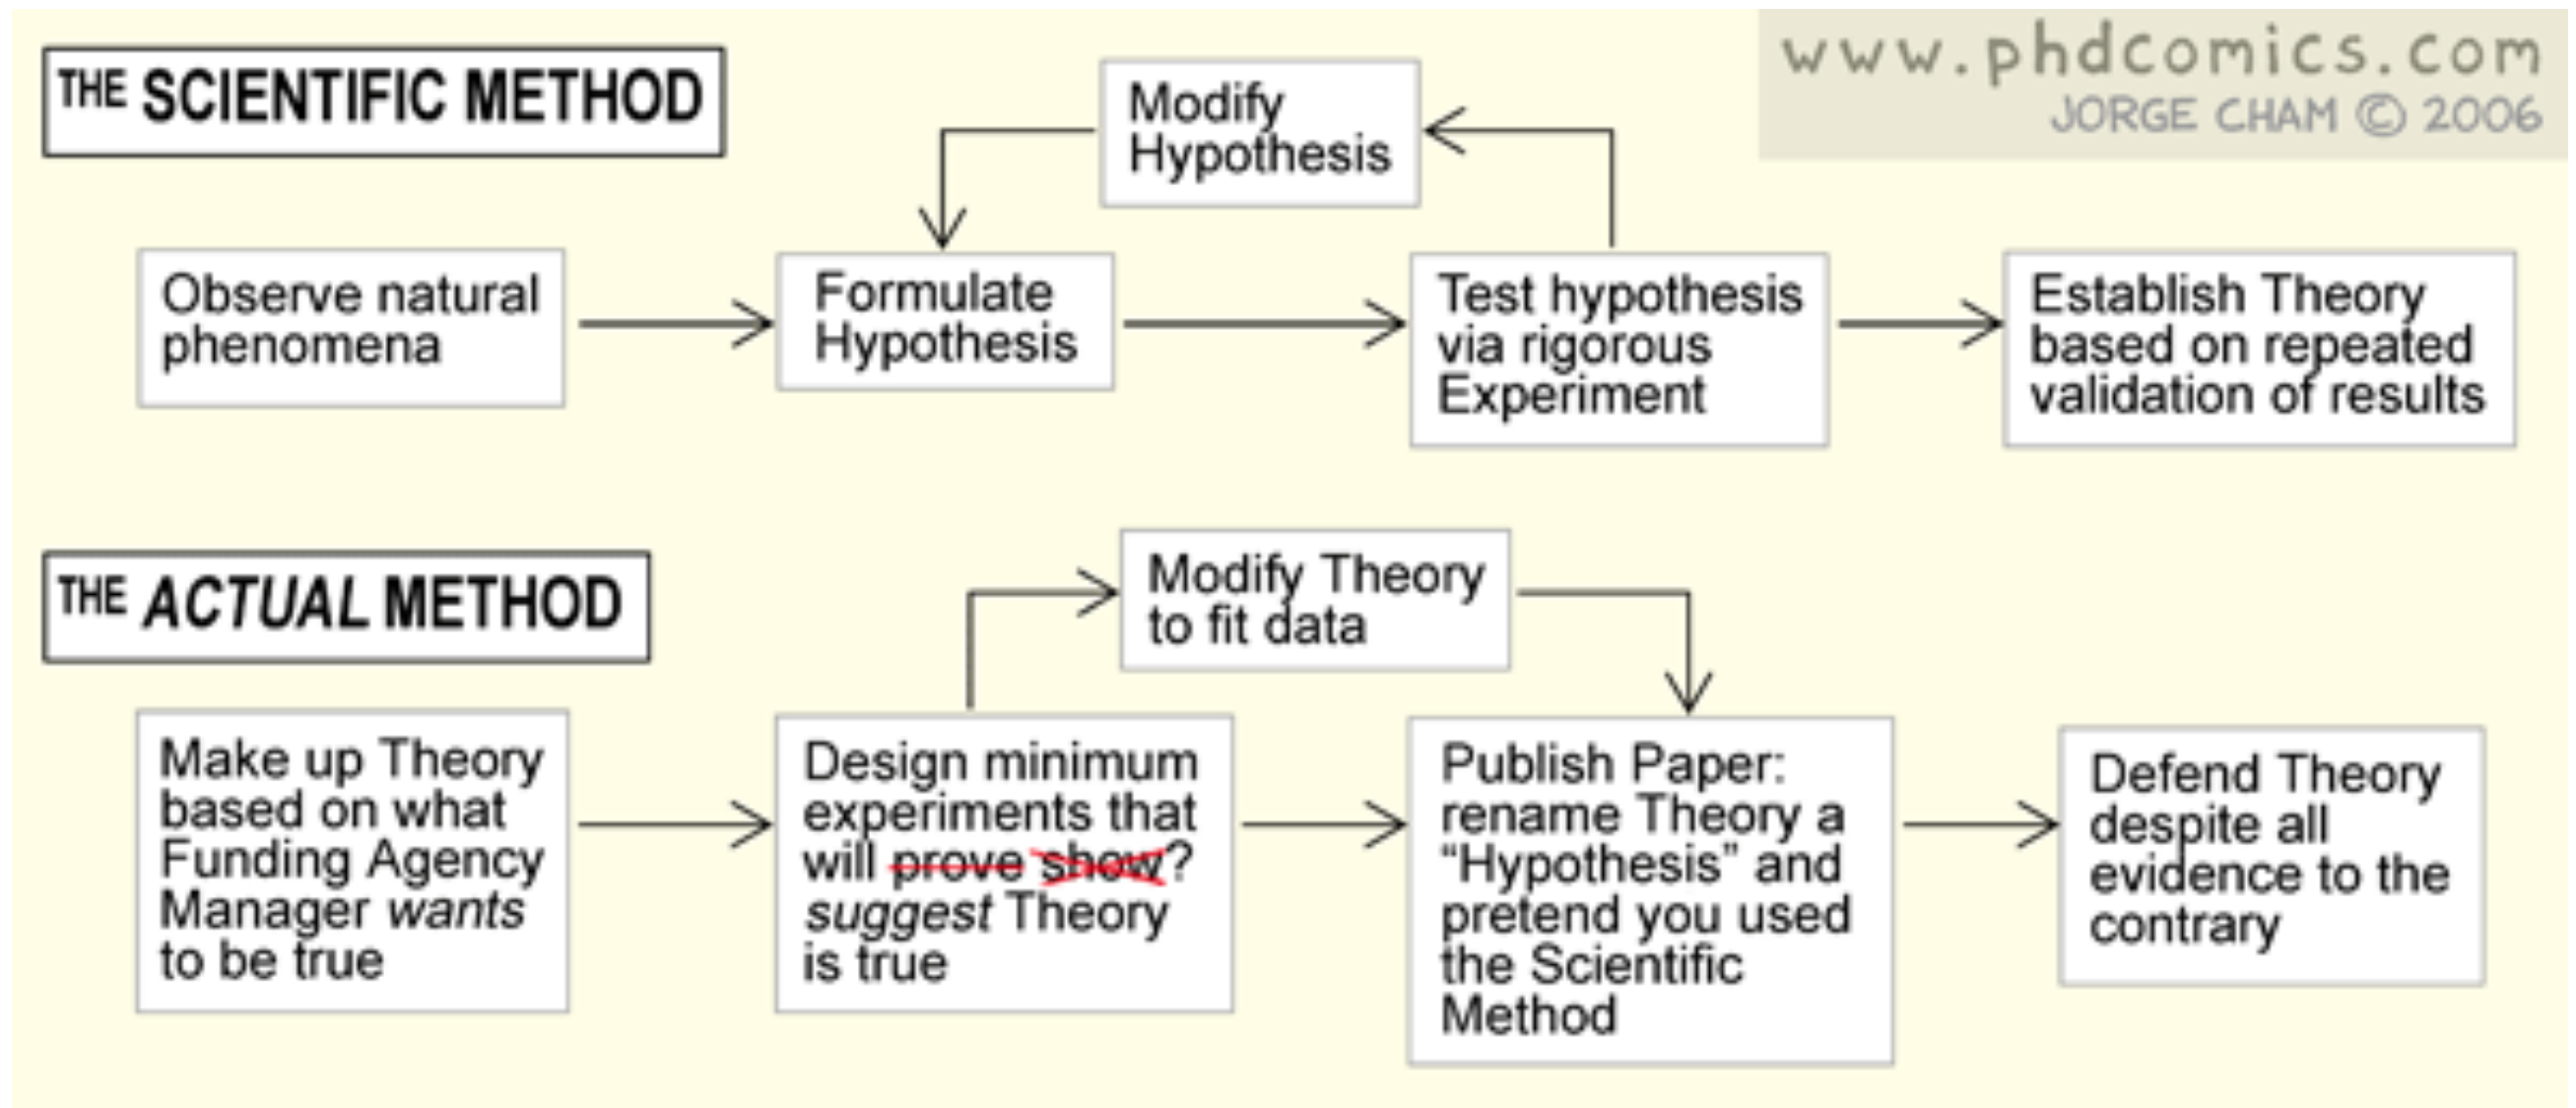 THE SCIENTIFIC METHOD
www.phdcomics.com
JORGE CHAM © 2006
Modify
Hypothesis
Observe natural
phenomena
Formulate
Hypothesis
Test hypothesis
via rigorous
Experiment
Establish Theory
based on repeated
validation of results
THE ACTUAL METHOD
Modify Theory
to fit data
Make up Theory
based on what
Funding Agency
Manager wants
to be true
Design minimum
experiments that
will prove show?
suggest Theory
is true
Publish Paper:
rename Theory a
“Hypothesis” and
pretend you used
the Scientific
Method
Defend Theory
despite all
evidence to the
contrary